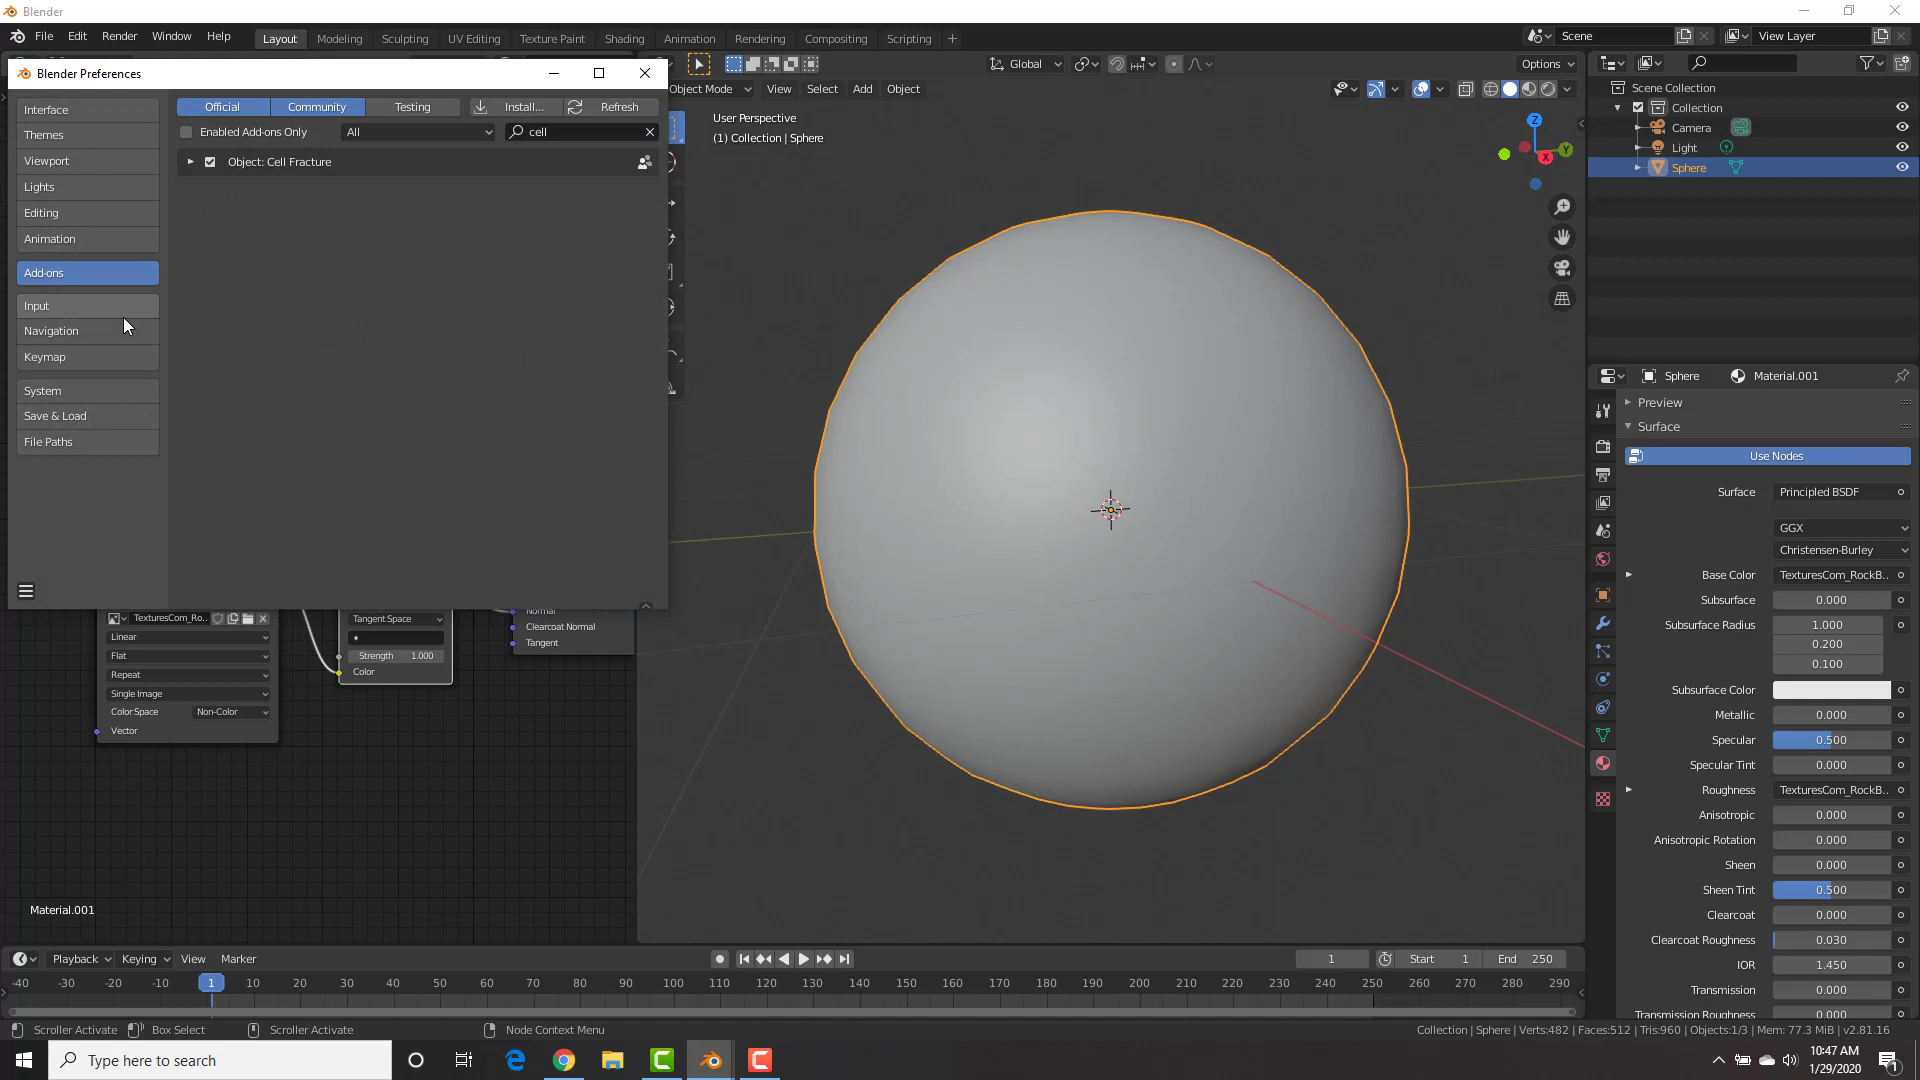 Blender
File Edit Render Window Help Layout Modeling Sculpting UV Editing Texture Paint Shading Animation Rendering Compositing Scripting + Scene View Layer
Blender Preferences
Global Options
Object Mode View Select Add Object
Interface
Themes
Viewport
Lights
Editing
Animation
Add-ons
Input
Navigation
Keymap
System
Save & Load
File Paths
Official Community Testing Install... Refresh
Enabled Add-ons Only All cell
Object: Cell Fracture
User Perspective
(1) Collection | Sphere
Z
Y
X
Scene Collection
Collection
Camera
Light
Sphere
TexturesCom_Ro..
Linear
Flat
Repeat
Single Image
Color Space Non-Color
Vector
Tangent Space
Strength 1.000
Color
Normal
Clearcoat Normal
Tangent
Material.001
Sphere Material.001
Preview
Surface
Use Nodes
Surface Principled BSDF
GGX
Christensen-Burley
Base Color TexturesCom_RockB..
Subsurface 0.000
Subsurface Radius 1.000
0.200
0.100
Subsurface Color
Metallic 0.000
Specular 0.500
Specular Tint 0.000
Roughness TexturesCom_RockB..
Anisotropic 0.000
Anisotropic Rotation 0.000
Sheen 0.000
Sheen Tint 0.500
Clearcoat 0.000
Clearcoat Roughness 0.030
IOR 1.450
Transmission 0.000
Transmission Roughness 0.000
Playback Keying View Marker 1 Start 1 End 250
-40 -30 -20 -10 1 10 20 30 40 50 60 70 80 90 100 110 120 130 140 150 160 170 180 190 200 210 220 230 240 250 260 270 280 290
Scroller Activate Box Select Scroller Activate Node Context Menu Collection | Sphere | Verts:482 | Faces:512 | Tris:960 | Objects:1/3 | Mem: 77.3 MiB | v2.81.16
Type here to search
10:47 AM
1/29/2020
1